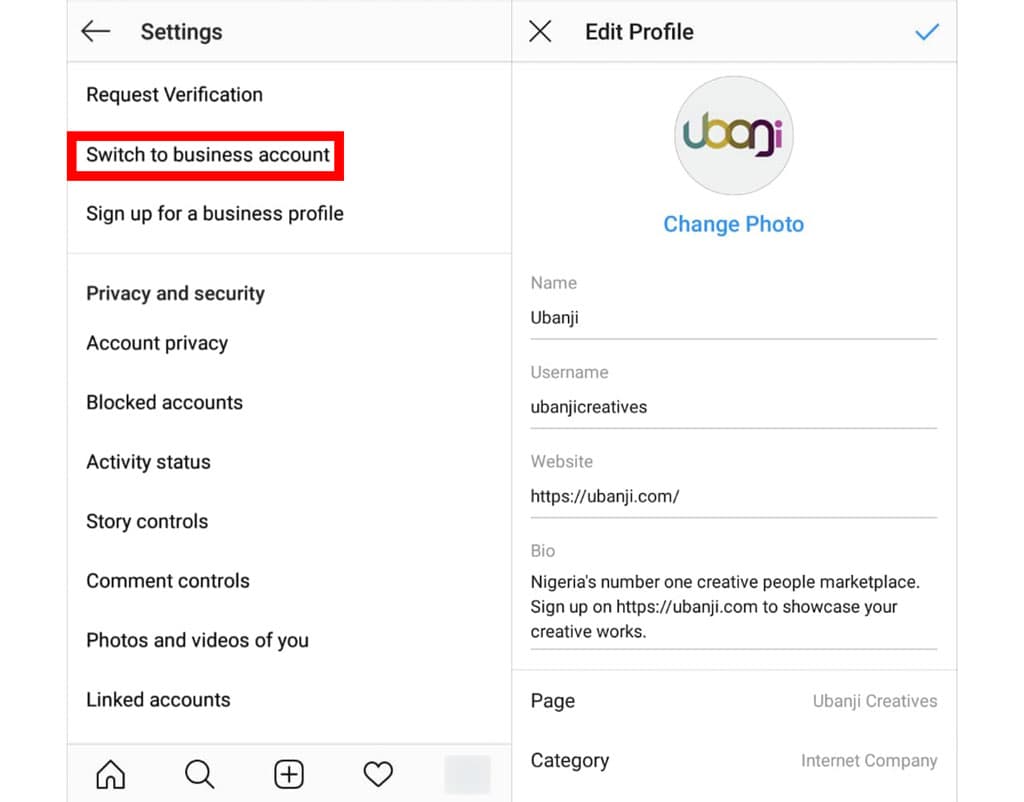 Settings
Request Verification
Switch to business account
Sign up for a business profile
Privacy and security
Account privacy
Blocked accounts
Activity status
Story controls
Comment controls
Photos and videos of you
Linked accounts
Edit Profile
ubanji
Change Photo
Name
Ubanji
Username
ubanjicreatives
Website
https://ubanji.com/
Bio
Nigeria's number one creative people marketplace.
Sign up on https://ubanji.com to showcase your
creative works.
Page Ubanji Creatives
Category Internet Company